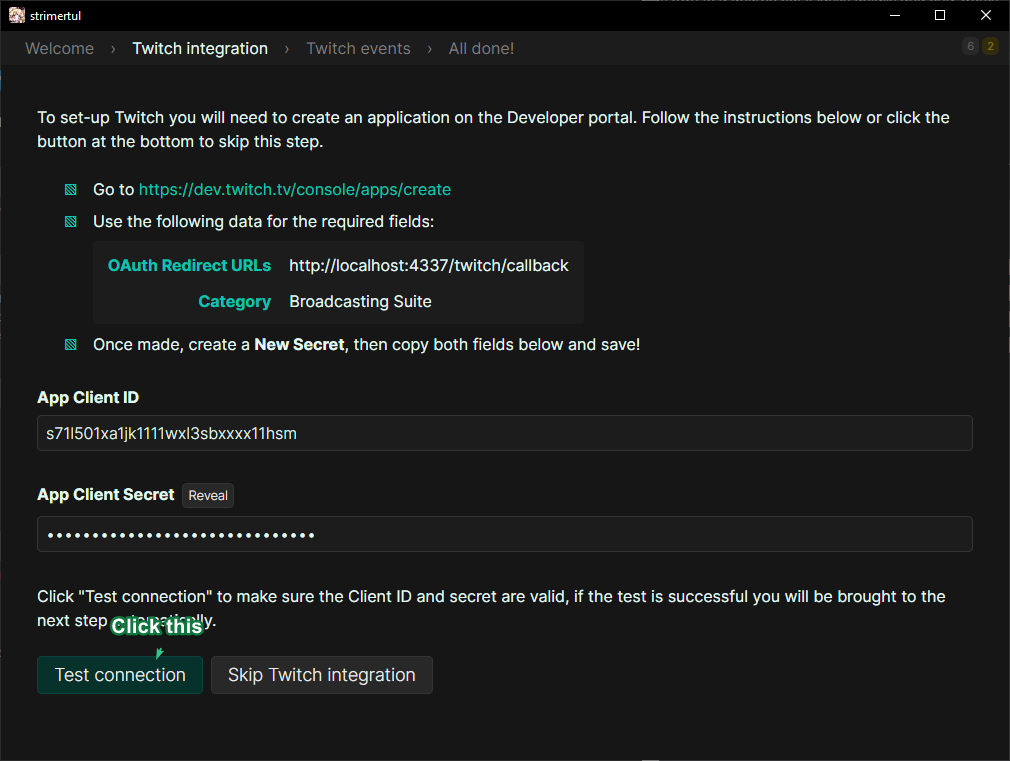 strimertul
Welcome › Twitch integration › Twitch events › All done!
6 2
To set-up Twitch you will need to create an application on the Developer portal. Follow the instructions below or click the
button at the bottom to skip this step.
Go to https://dev.twitch.tv/console/apps/create
Use the following data for the required fields:
OAuth Redirect URLs http://localhost:4337/twitch/callback
Category Broadcasting Suite
Once made, create a New Secret, then copy both fields below and save!
App Client ID
s71l501xa1jk1111wxl3sbxxxx11hsm
App Client Secret Reveal
Click "Test connection" to make sure the Client ID and secret are valid, if the test is successful you will be brought to the
next step automatically.
Click this
Test connection Skip Twitch integration